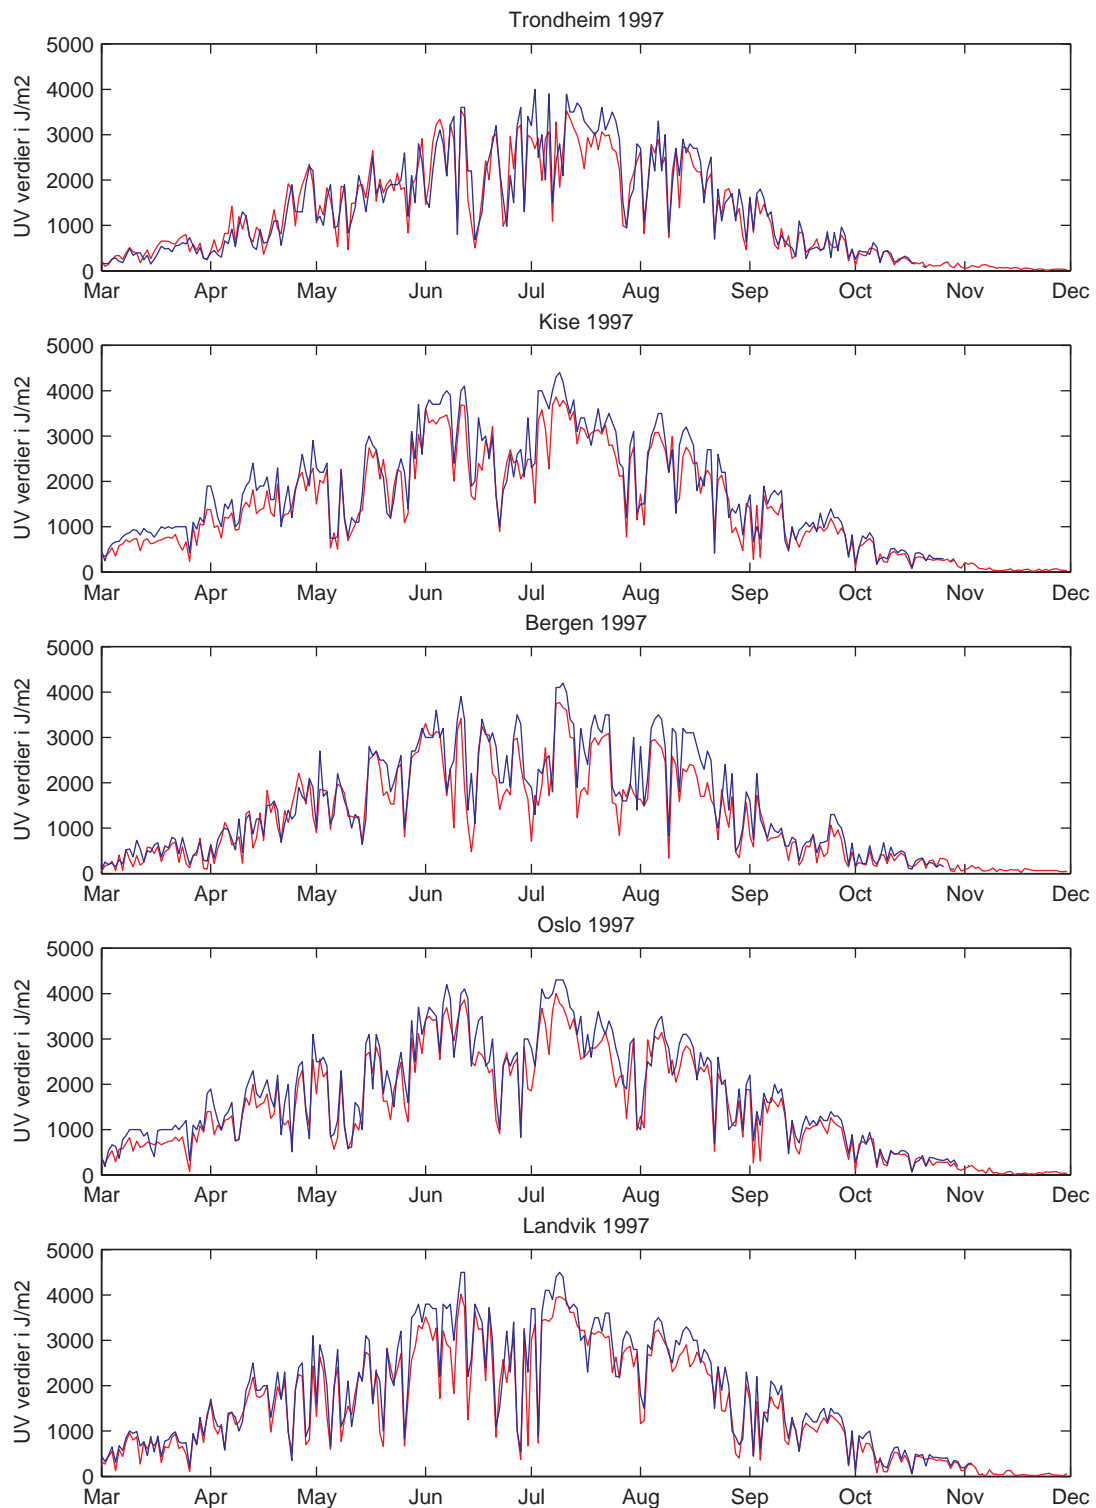 Trondheim 1997
UV verdier i J/m2
5000
4000
3000
2000
1000
0
Mar Apr May Jun Jul Aug Sep Oct Nov Dec
Kise 1997
UV verdier i J/m2
5000
4000
3000
2000
1000
0
Mar Apr May Jun Jul Aug Sep Oct Nov Dec
Bergen 1997
UV verdier i J/m2
5000
4000
3000
2000
1000
0
Mar Apr May Jun Jul Aug Sep Oct Nov Dec
Oslo 1997
UV verdier i J/m2
5000
4000
3000
2000
1000
0
Mar Apr May Jun Jul Aug Sep Oct Nov Dec
Landvik 1997
UV verdier i J/m2
5000
4000
3000
2000
1000
0
Mar Apr May Jun Jul Aug Sep Oct Nov Dec